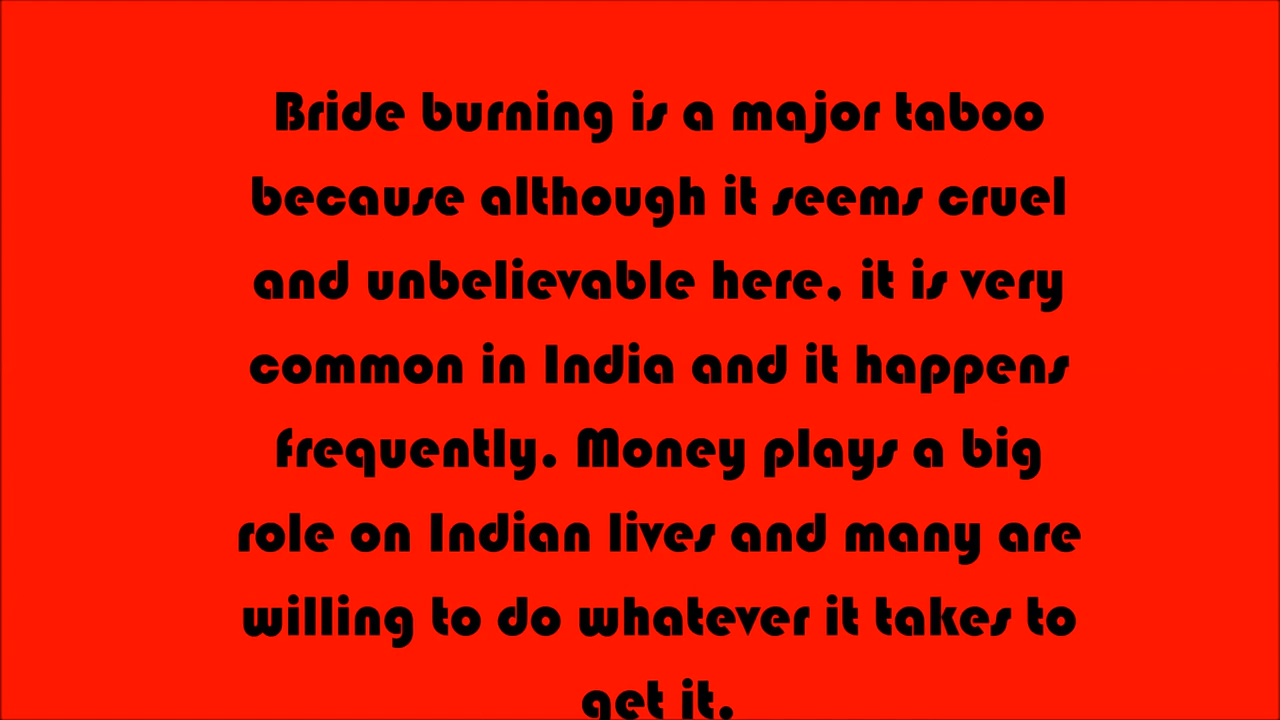 Bride burning is a major taboo
because although it seems cruel
and unbelievable here, it is very
common in India and it happens
frequently. Money plays a big
role on Indian lives and many are
willing to do whatever it takes to
get it.